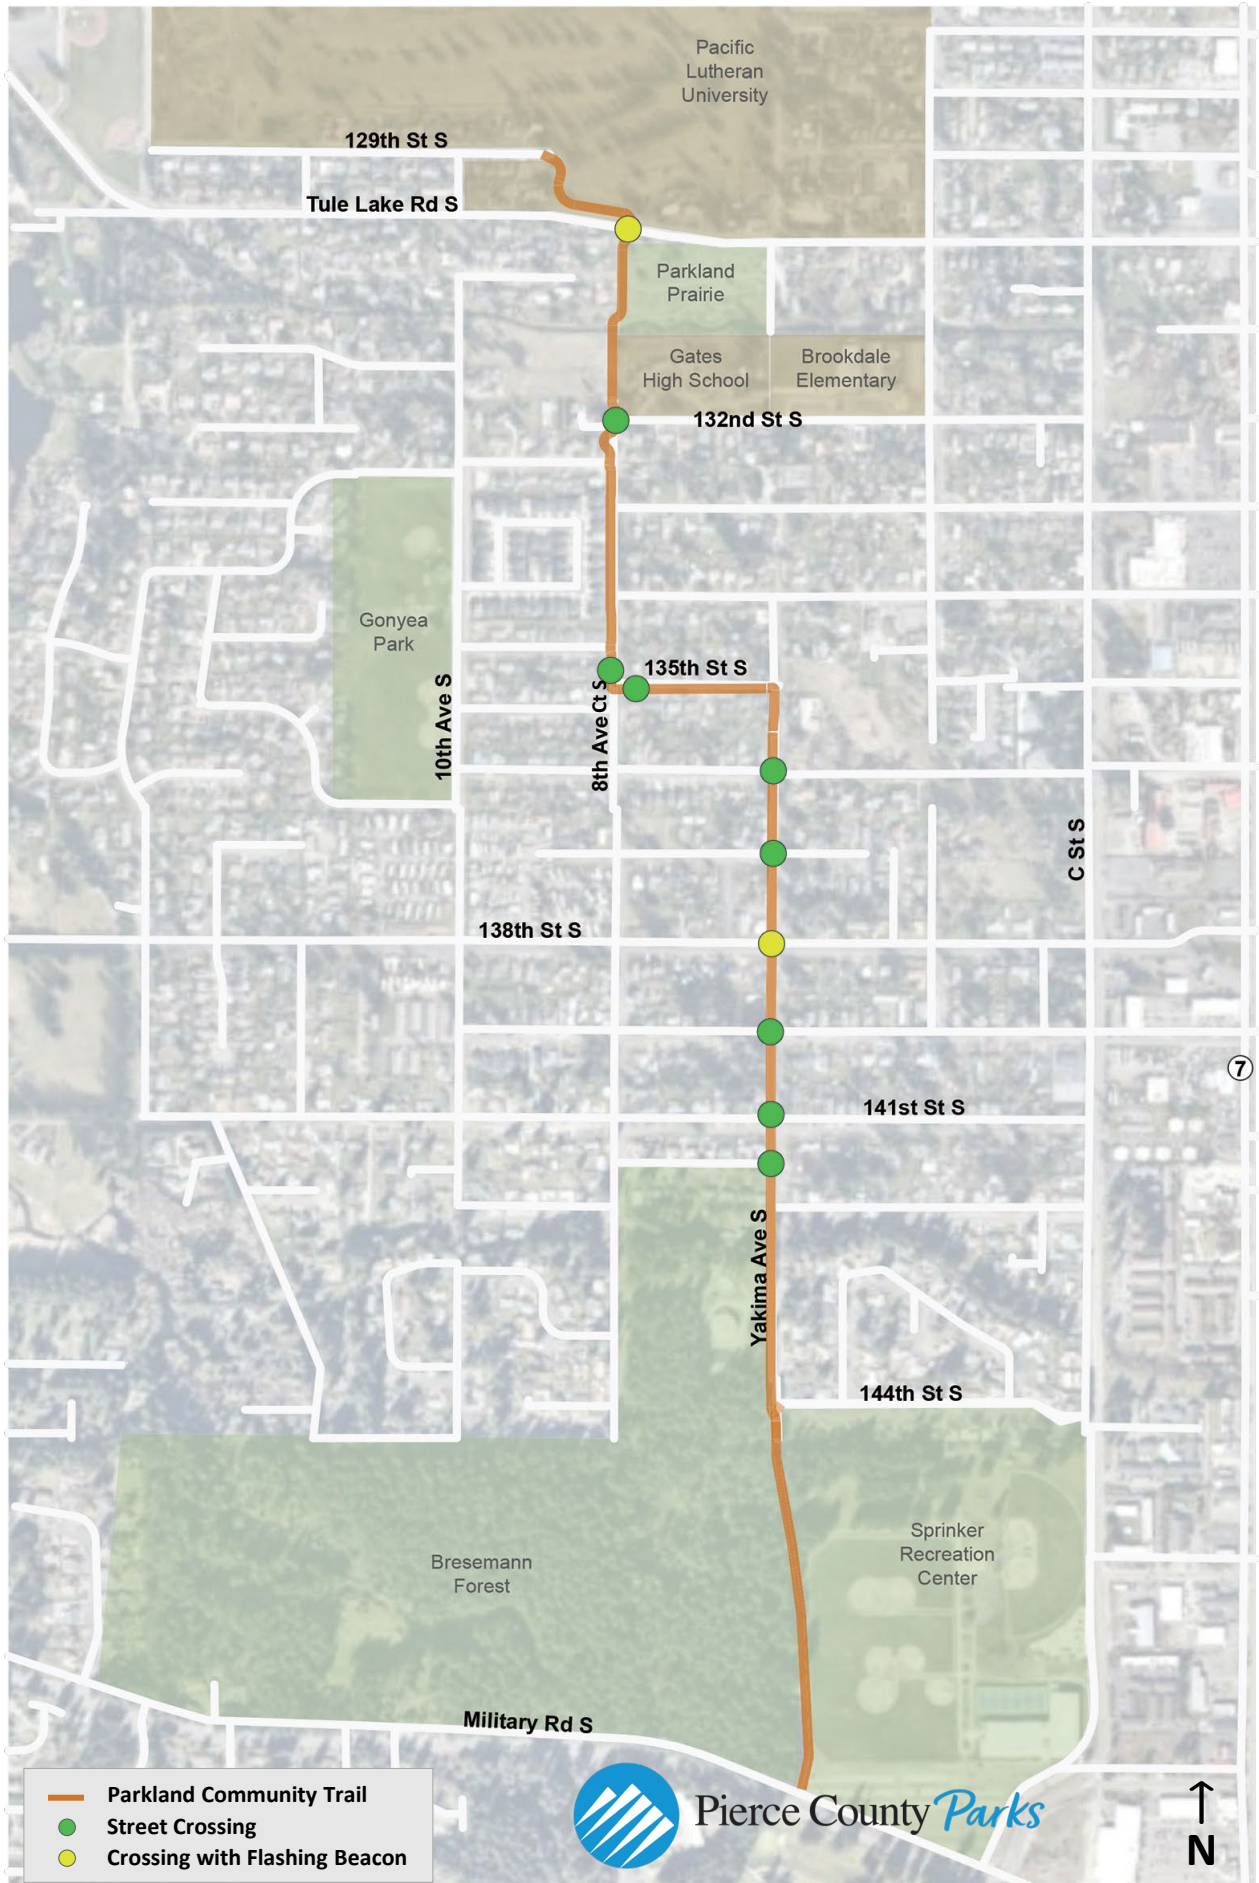 Pacific
Lutheran
University
129th St S
Tule Lake Rd S
Parkland
Prairie
Gates
High School
Brookdale
Elementary
132nd St S
Gonyea
Park
135th St S
10th Ave S
8th Ave Ct S
C St S
138th St S
7
141st St S
Yakima Ave S
144th St S
Sprinker
Recreation
Center
Bresemann
Forest
Military Rd S
Parkland Community Trail
Street Crossing
Crossing with Flashing Beacon
Pierce County Parks
N